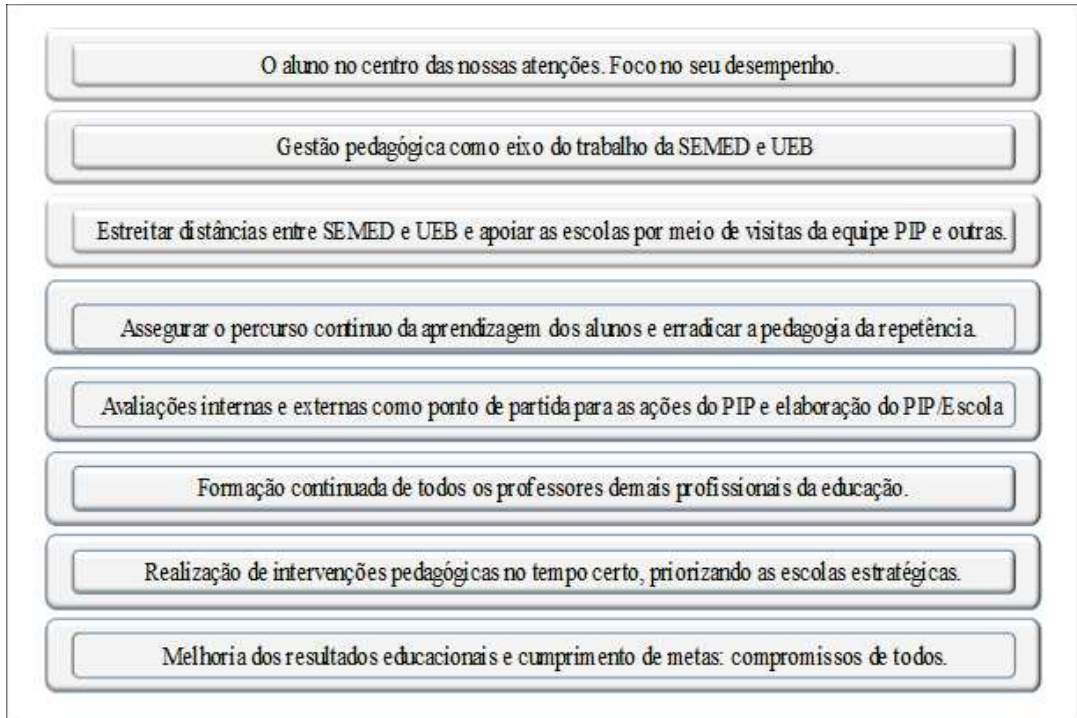 O aluno no centro das nossas atenções. Foco no seu desempenho.
Gestão pedagógica como eixo do trabalho da SEMED e UEB
Estreitar distâncias entre SEMED e UEB e apoiar as escolas por meio de visitas da equipe PIP e outras.
Assegurar o percurso contínuo da aprendizagem dos alunos e erradicar a pedagogia da repetência.
Avaliações internas e externas como ponto de partida para as ações do PIP e elaboração do PIP/Escola
Formação continuada de todos os professores demais profissionais da educação.
Realização de intervenções pedagógicas no tempo certo, priorizando as escolas estratégicas.
Melhoria dos resultados educacionais e cumprimento de metas: compromissos de todos.